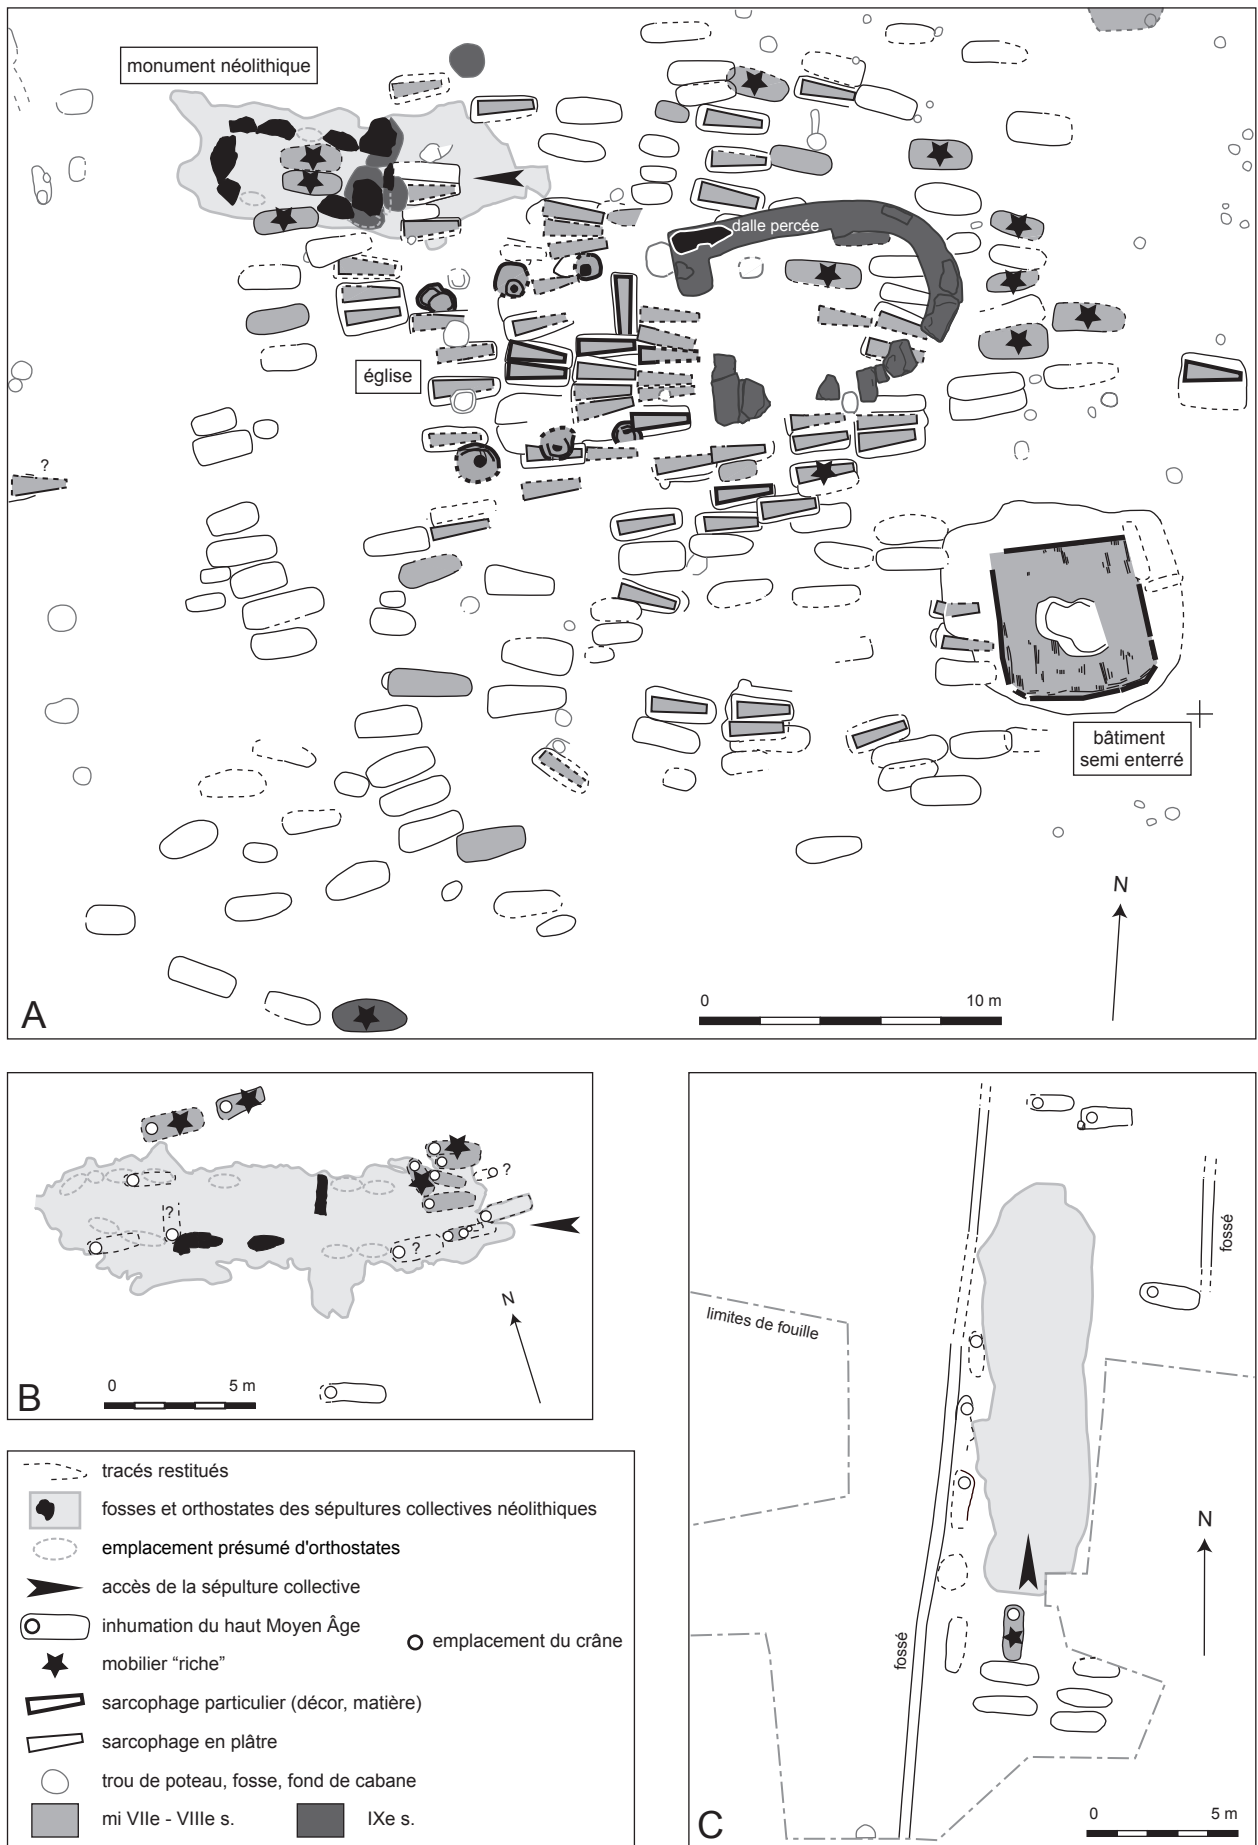 monument néolithique
dalle percée
église
?
bâtiment
semi enterré
N
0 10 m
A
?
?
?
N
0 5 m
B
limites de fouille
fossé
fossé
N
0 5 m
C
tracés restitués
fosses et orthostates des sépultures collectives néolithiques
emplacement présumé d'orthostates
accès de la sépulture collective
inhumation du haut Moyen Âge
emplacement du crâne
mobilier “riche”
sarcophage particulier (décor, matière)
sarcophage en plâtre
trou de poteau, fosse, fond de cabane
mi VIIe - VIIIe s. IXe s.